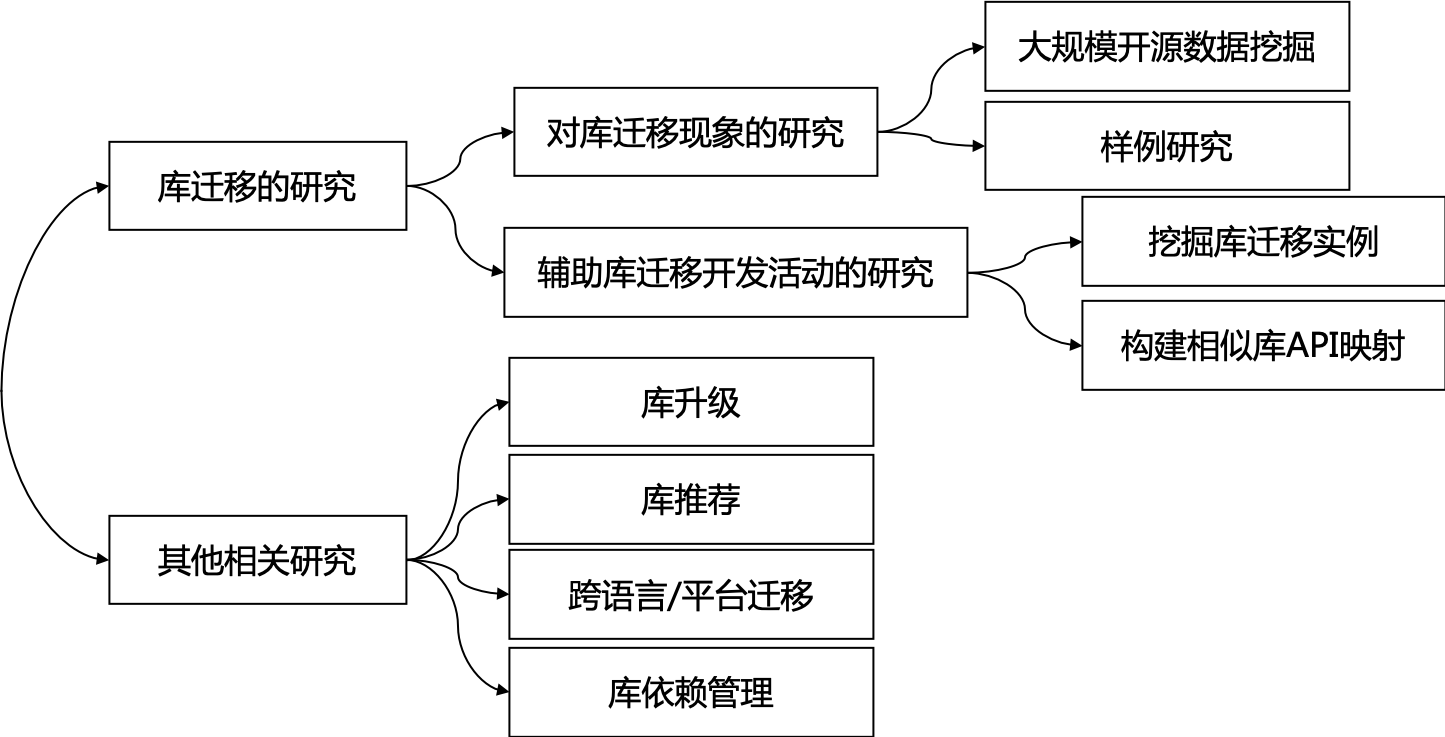 大规模开源数据挖掘
对库迁移现象的研究
样例研究
库迁移的研究
挖掘库迁移实例
辅助库迁移开发活动的研究
构建相似库API映射
库升级
库推荐
其他相关研究
跨语言/平台迁移
库依赖管理